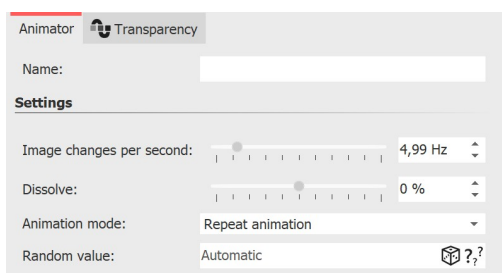 Animator Transparency
Name:
Settings
Image changes per second: 4,99 Hz
Dissolve: 0 %
Animation mode: Repeat animation
Random value: Automatic ???